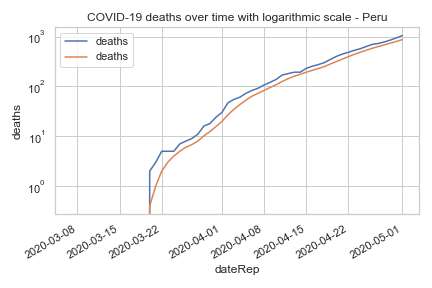 COVID-19 deaths over time with logarithmic scale - Peru
10³
deaths
deaths
10²
deaths
10¹
10⁰
2020-03-08
2020-03-15
2020-03-22
2020-04-01
2020-04-08
2020-04-15
2020-04-22
2020-05-01
dateRep